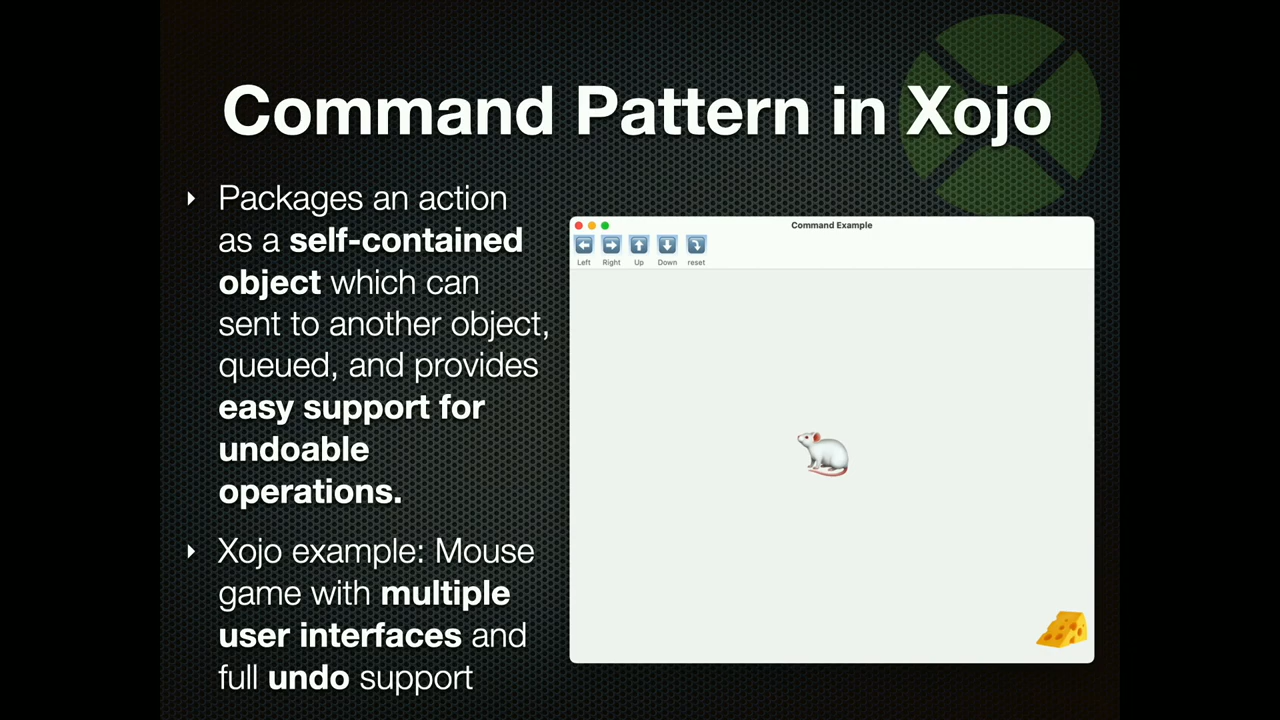 Command Pattern in Xojo
Packages an action
as a self-contained
object which can
sent to another object,
queued, and provides
easy support for
undoable
operations.
Xojo example: Mouse
game with multiple
user interfaces and
full undo support
Command Example
Left Right Up Down reset